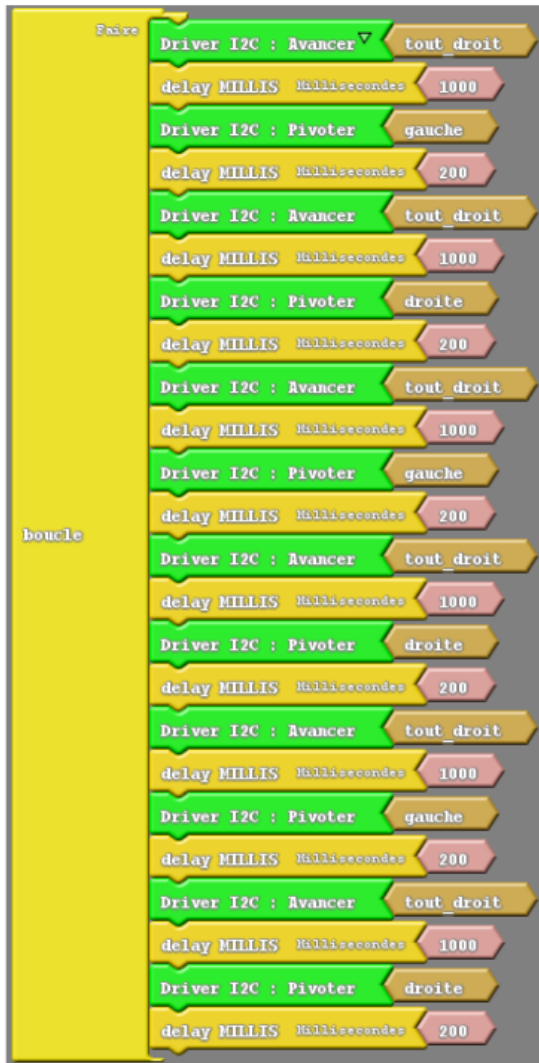 Faire
Driver I2C : Avancer tout_droit
delay MILLIS Millisecondes 1000
Driver I2C : Pivoter gauche
delay MILLIS Millisecondes 200
Driver I2C : Avancer tout_droit
delay MILLIS Millisecondes 1000
Driver I2C : Pivoter droite
delay MILLIS Millisecondes 200
Driver I2C : Avancer tout_droit
delay MILLIS Millisecondes 1000
Driver I2C : Pivoter gauche
delay MILLIS Millisecondes 200
boucle
Driver I2C : Avancer tout_droit
delay MILLIS Millisecondes 1000
Driver I2C : Pivoter droite
delay MILLIS Millisecondes 200
Driver I2C : Avancer tout_droit
delay MILLIS Millisecondes 1000
Driver I2C : Pivoter gauche
delay MILLIS Millisecondes 200
Driver I2C : Avancer tout_droit
delay MILLIS Millisecondes 1000
Driver I2C : Pivoter droite
delay MILLIS Millisecondes 200